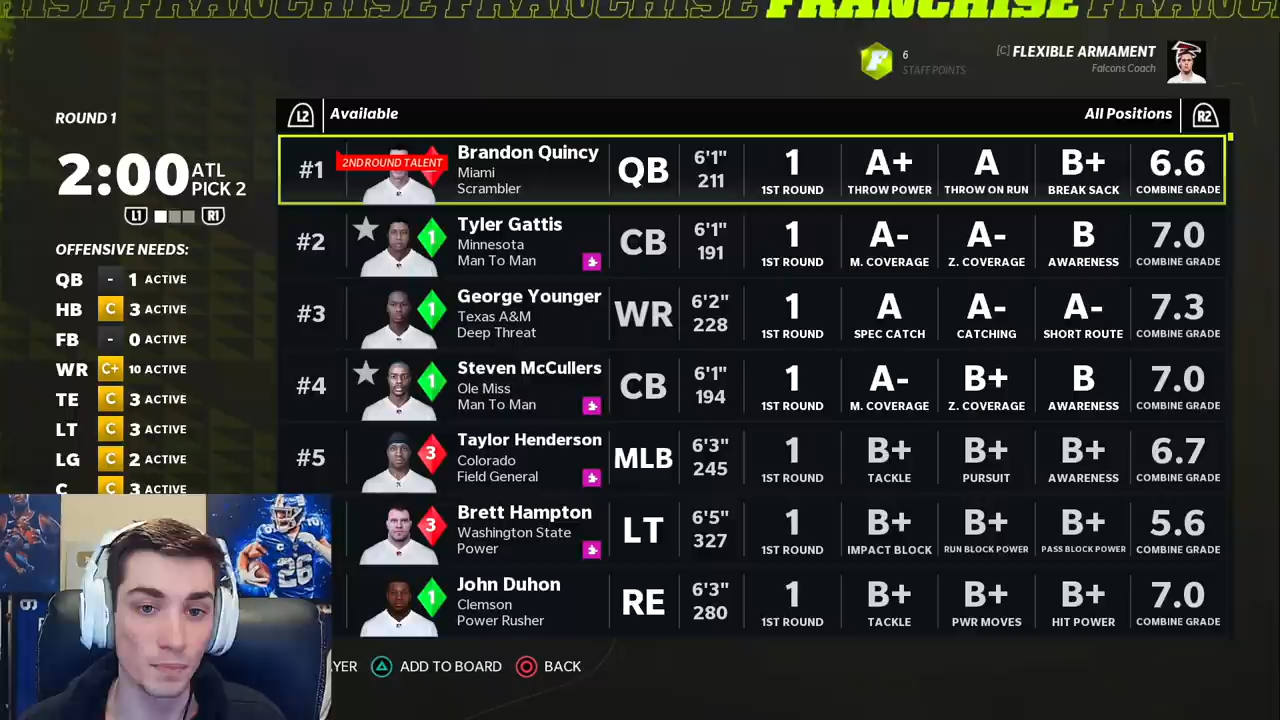 FRANCHISE FRANCHISE FRANCHISE FRANCHISE FRANC
6
STAFF POINTS
[C] FLEXIBLE ARMAMENT
Falcons Coach
ROUND 1
2:00 ATL
PICK 2
L1 R1
OFFENSIVE NEEDS:
QB - 1 ACTIVE
HB C 3 ACTIVE
FB - 0 ACTIVE
WR C+ 10 ACTIVE
TE C 3 ACTIVE
LT C 3 ACTIVE
LG C 2 ACTIVE
C C 3 ACTIVE
L2 Available All Positions R2
#1 2ND ROUND TALENT Brandon Quincy QB 6'1" 1 A+ A B+ 6.6
Miami 211
Scrambler 1ST ROUND THROW POWER THROW ON RUN BREAK SACK COMBINE GRADE
#2 1 Tyler Gattis CB 6'1" 1 A- A- B 7.0
Minnesota 191
Man To Man 1ST ROUND M. COVERAGE Z. COVERAGE AWARENESS COMBINE GRADE
#3 1 George Younger WR 6'2" 1 A A- A- 7.3
Texas A&M 228
Deep Threat 1ST ROUND SPEC CATCH CATCHING SHORT ROUTE COMBINE GRADE
#4 1 Steven McCullers CB 6'1" 1 A- B+ B 7.0
Ole Miss 194
Man To Man 1ST ROUND M. COVERAGE Z. COVERAGE AWARENESS COMBINE GRADE
#5 3 Taylor Henderson MLB 6'3" 1 B+ B+ B+ 6.7
Colorado 245
Field General 1ST ROUND TACKLE PURSUIT AWARENESS COMBINE GRADE
3 Brett Hampton LT 6'5" 1 B+ B+ B+ 5.6
Washington State 327
Power 1ST ROUND IMPACT BLOCK RUN BLOCK POWER PASS BLOCK POWER COMBINE GRADE
1 John Duhon RE 6'3" 1 B+ B+ B+ 7.0
Clemson 280
Power Rusher 1ST ROUND TACKLE PWR MOVES HIT POWER COMBINE GRADE
YER ADD TO BOARD BACK
26